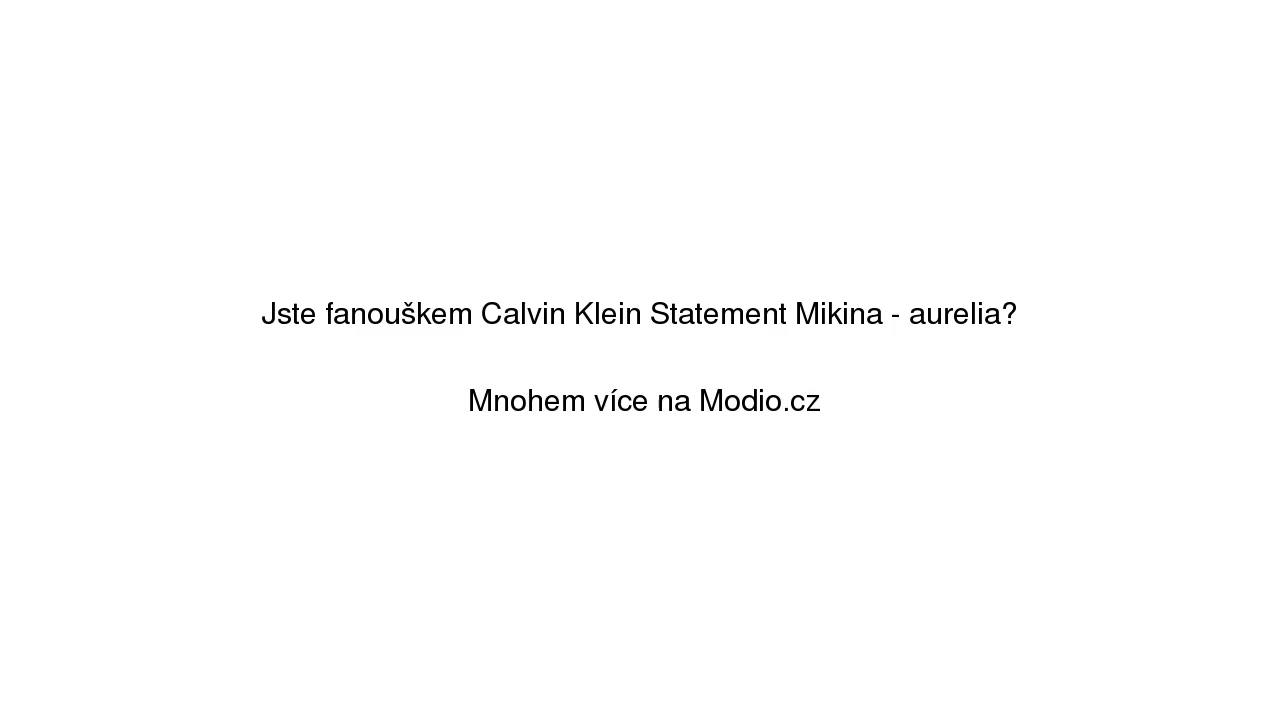 Jste fanouškem Calvin Klein Statement Mikina - aurelia?
Mnohem více na Modio.cz